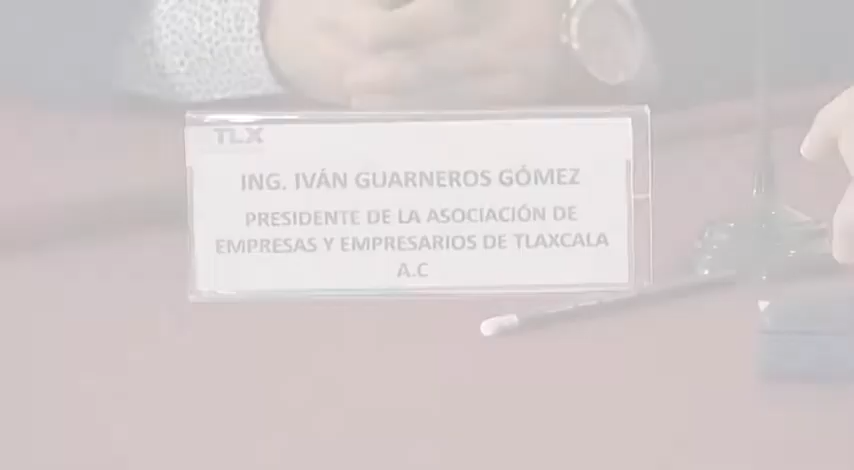 TLX
ING. IVÁN GUARNEROS GÓMEZ
PRESIDENTE DE LA ASOCIACIÓN DE
EMPRESAS Y EMPRESARIOS DE TLAXCALA
A.C